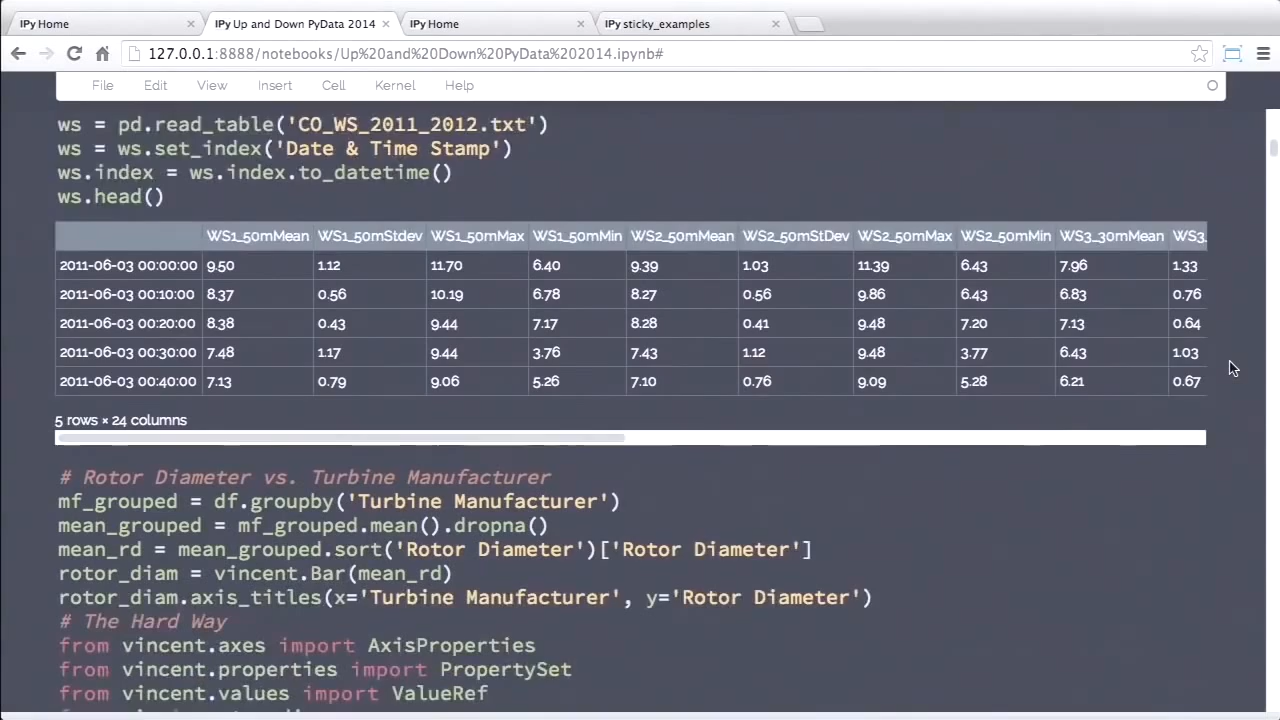 IPy Home
IPy Up and Down PyData 2014
IPy Home
IPy sticky_examples
127.0.0.1:8888/notebooks/Up%20and%20Down%20PyData%202014.ipynb#
File Edit View Insert Cell Kernel Help
ws = pd.read_table('CO_WS_2011_2012.txt')
ws = ws.set_index('Date & Time Stamp')
ws.index = ws.index.to_datetime()
ws.head()
WS1_50mMean WS1_50mStdev WS1_50mMax WS1_50mMin WS2_50mMean WS2_50mStDev WS2_50mMax WS2_50mMin WS3_30mMean WS3.
2011-06-03 00:00:00 9.50 1.12 11.70 6.40 9.39 1.03 11.39 6.43 7.96 1.33
2011-06-03 00:10:00 8.37 0.56 10.19 6.78 8.27 0.56 9.86 6.43 6.83 0.76
2011-06-03 00:20:00 8.38 0.43 9.44 7.17 8.28 0.41 9.48 7.20 7.13 0.64
2011-06-03 00:30:00 7.48 1.17 9.44 3.76 7.43 1.12 9.48 3.77 6.43 1.03
2011-06-03 00:40:00 7.13 0.79 9.06 5.26 7.10 0.76 9.09 5.28 6.21 0.67
5 rows × 24 columns
# Rotor Diameter vs. Turbine Manufacturer
mf_grouped = df.groupby('Turbine Manufacturer')
mean_grouped = mf_grouped.mean().dropna()
mean_rd = mean_grouped.sort('Rotor Diameter')['Rotor Diameter']
rotor_diam = vincent.Bar(mean_rd)
rotor_diam.axis_titles(x='Turbine Manufacturer', y='Rotor Diameter')
# The Hard Way
from vincent.axes import AxisProperties
from vincent.properties import PropertySet
from vincent.values import ValueRef